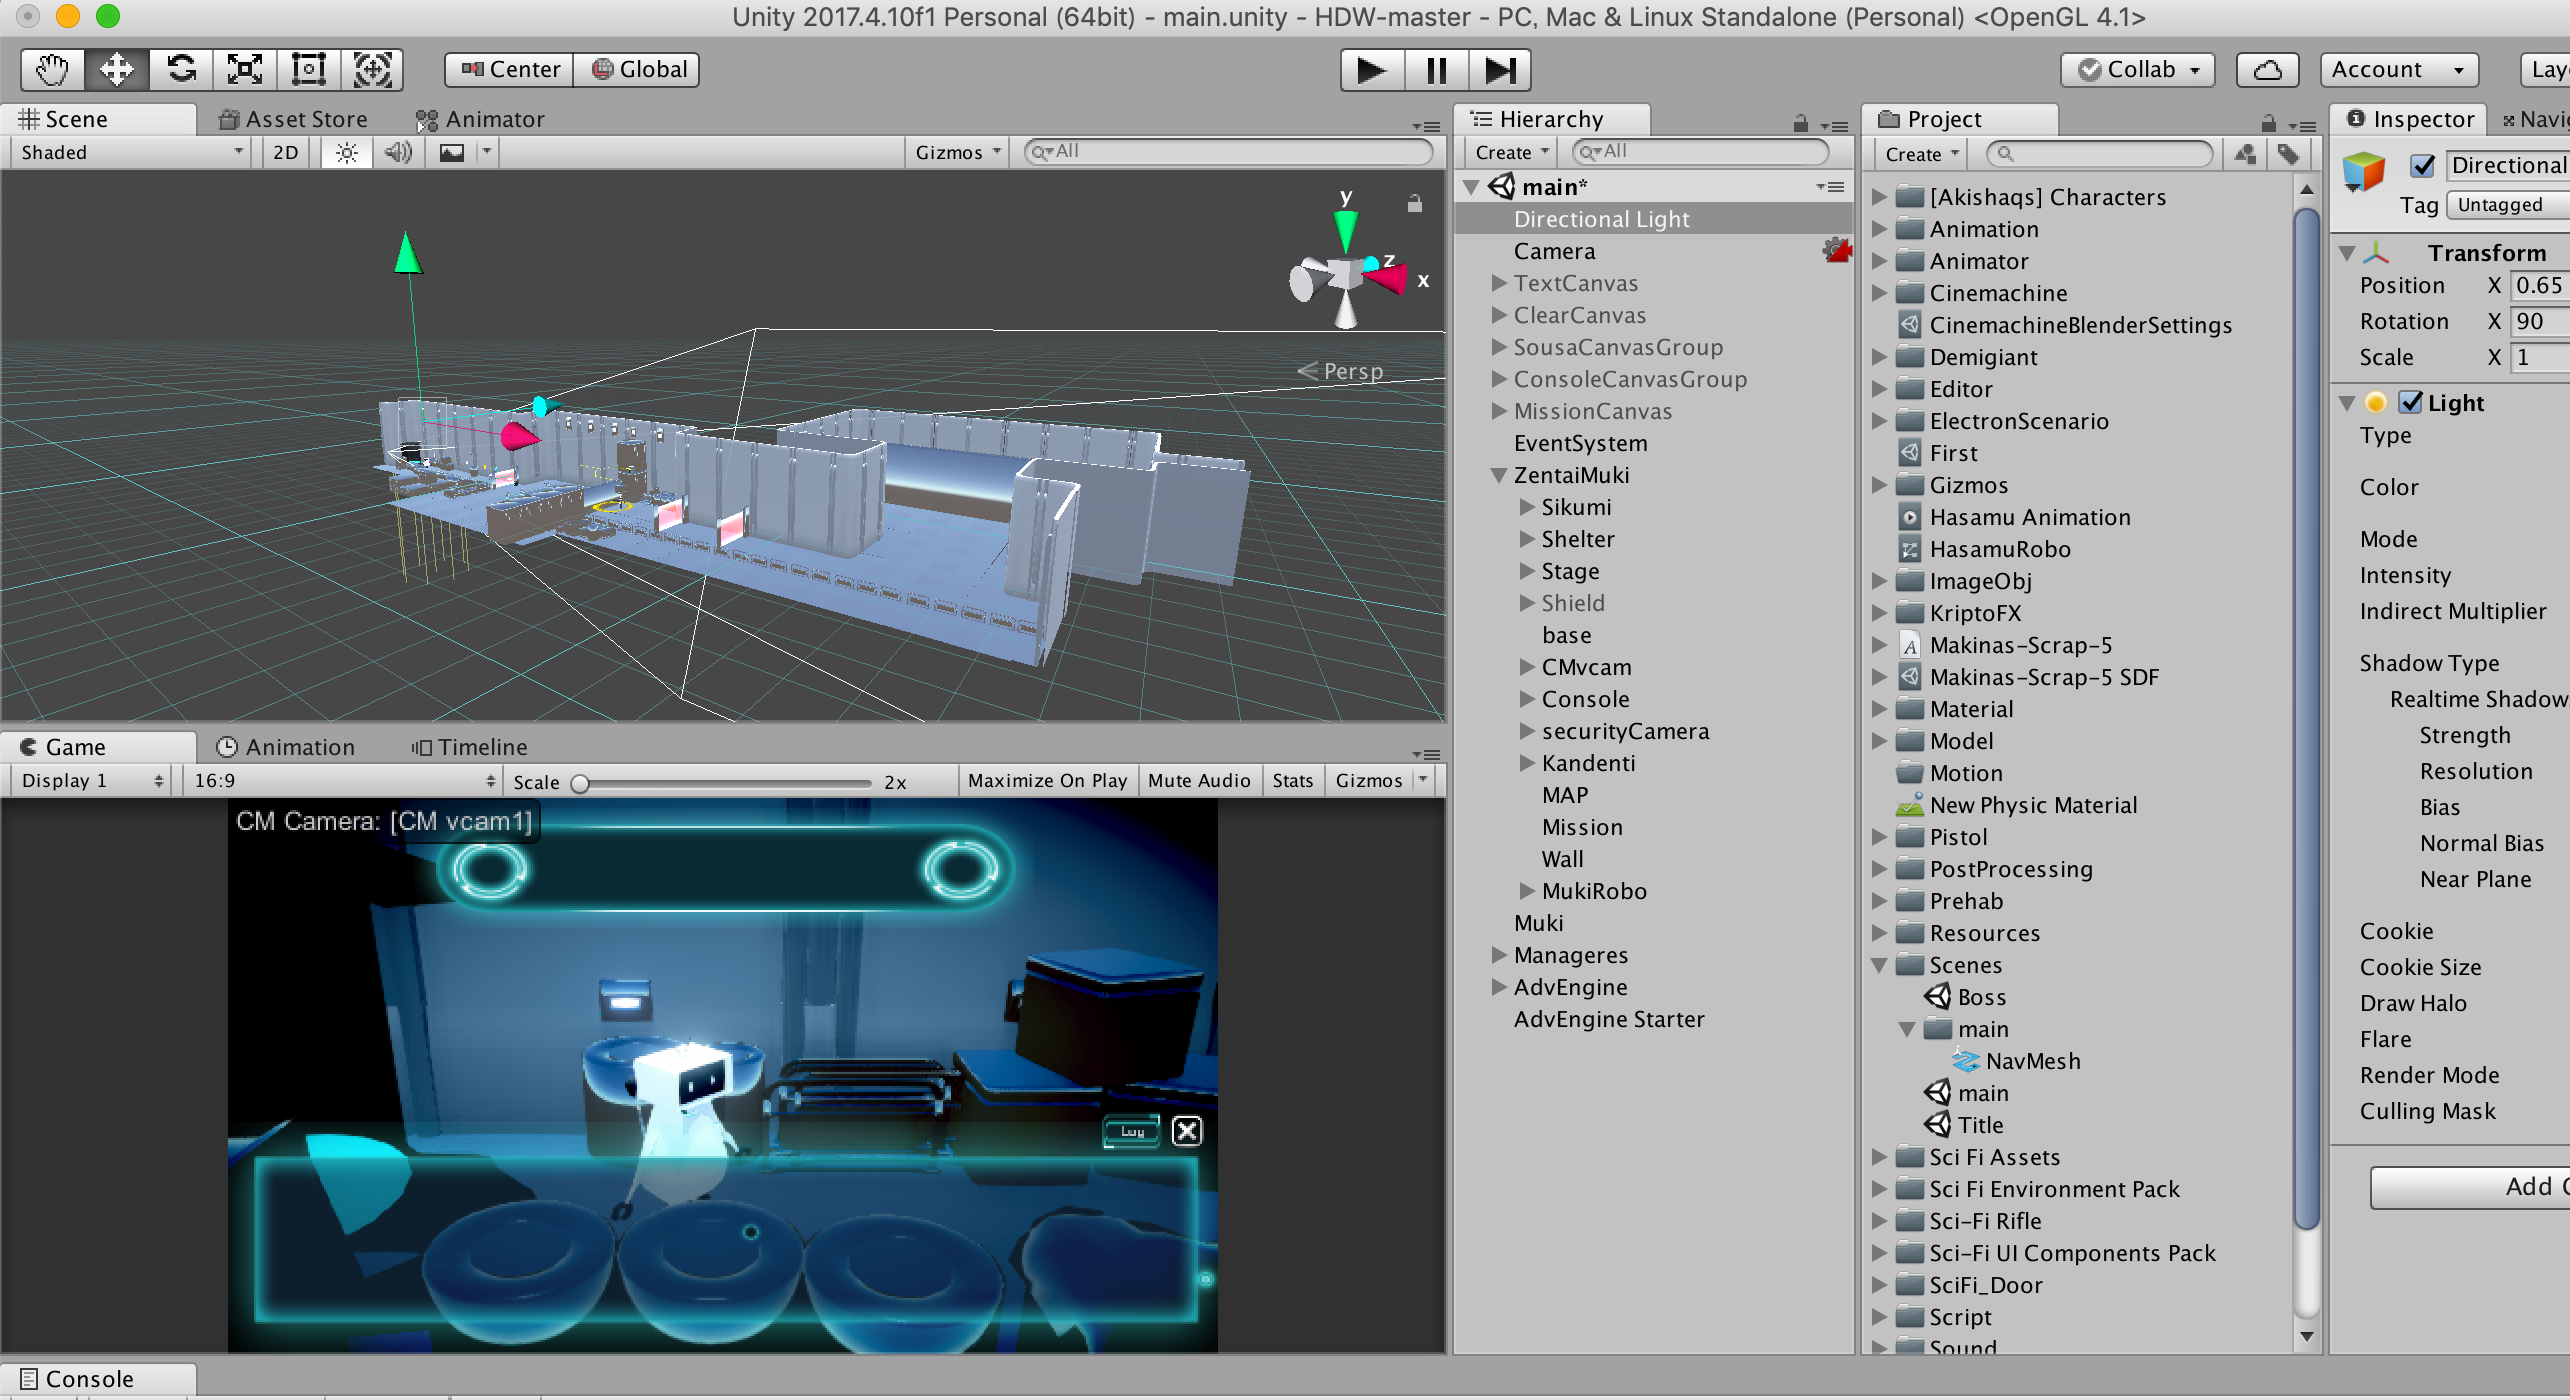 Unity 2017.4.10f1 Personal (64bit) - main.unity - HDW-master - PC, Mac & Linux Standalone (Personal) <OpenGL 4.1>
Center Global
Collab Account
Scene Asset Store Animator
Shaded 2D Gizmos All
y
z
x
Persp
Game Animation Timeline
Display 1 16:9 Scale 2x Maximize On Play Mute Audio Stats Gizmos
CM Camera: [CM vcam1]
Console
Hierarchy
Create All
main*
Directional Light
Camera
TextCanvas
ClearCanvas
SousaCanvasGroup
ConsoleCanvasGroup
MissionCanvas
EventSystem
ZentaiMuki
Sikumi
Shelter
Stage
Shield
base
CMvcam
Console
securityCamera
Kandenti
MAP
Mission
Wall
MukiRobo
Muki
Manageres
AdvEngine
AdvEngine Starter
Project
Create
[Akishaqs] Characters
Animation
Animator
Cinemachine
CinemachineBlenderSettings
Demigiant
Editor
ElectronScenario
First
Gizmos
Hasamu Animation
HasamuRobo
ImageObj
KriptoFX
Makinas-Scrap-5
Makinas-Scrap-5 SDF
Material
Model
Motion
New Physic Material
Pistol
PostProcessing
Prehab
Resources
Scenes
Boss
main
NavMesh
main
Title
Sci Fi Assets
Sci Fi Environment Pack
Sci-Fi Rifle
Sci-Fi UI Components Pack
SciFi_Door
Script
Sound
Inspector
Directional
Tag Untagged
Transform
Position X 0.65
Rotation X 90
Scale X 1
Light
Type
Color
Mode
Intensity
Indirect Multiplier
Shadow Type
Realtime Shadow
Strength
Resolution
Bias
Normal Bias
Near Plane
Cookie
Cookie Size
Draw Halo
Flare
Render Mode
Culling Mask
Add